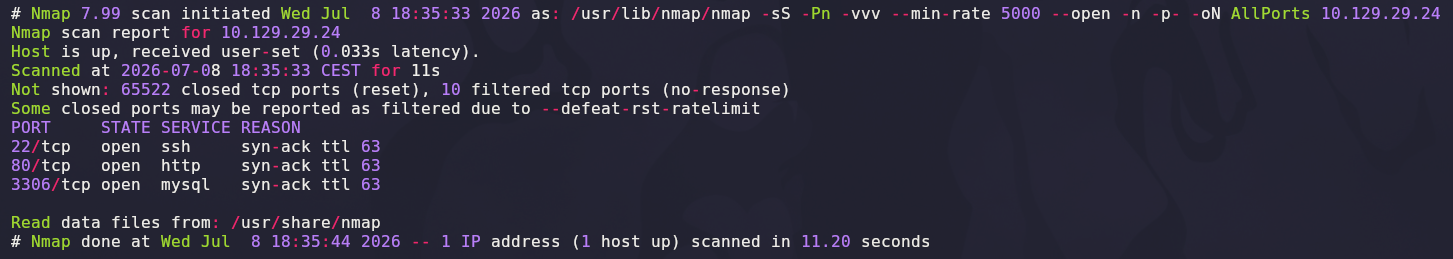 # Nmap 7.99 scan initiated Wed Jul  8 18:35:33 2026 as: /usr/lib/nmap/nmap -sS -Pn -vvv --min-rate 5000 --open -n -p- -oN AllPorts 10.129.29.24
Nmap scan report for 10.129.29.24
Host is up, received user-set (0.033s latency).
Scanned at 2026-07-08 18:35:33 CEST for 11s
Not shown: 65522 closed tcp ports (reset), 10 filtered tcp ports (no-response)
Some closed ports may be reported as filtered due to --defeat-rst-ratelimit
PORT     STATE SERVICE REASON
22/tcp   open  ssh     syn-ack ttl 63
80/tcp   open  http    syn-ack ttl 63
3306/tcp open  mysql   syn-ack ttl 63

Read data files from: /usr/share/nmap
# Nmap done at Wed Jul  8 18:35:44 2026 -- 1 IP address (1 host up) scanned in 11.20 seconds